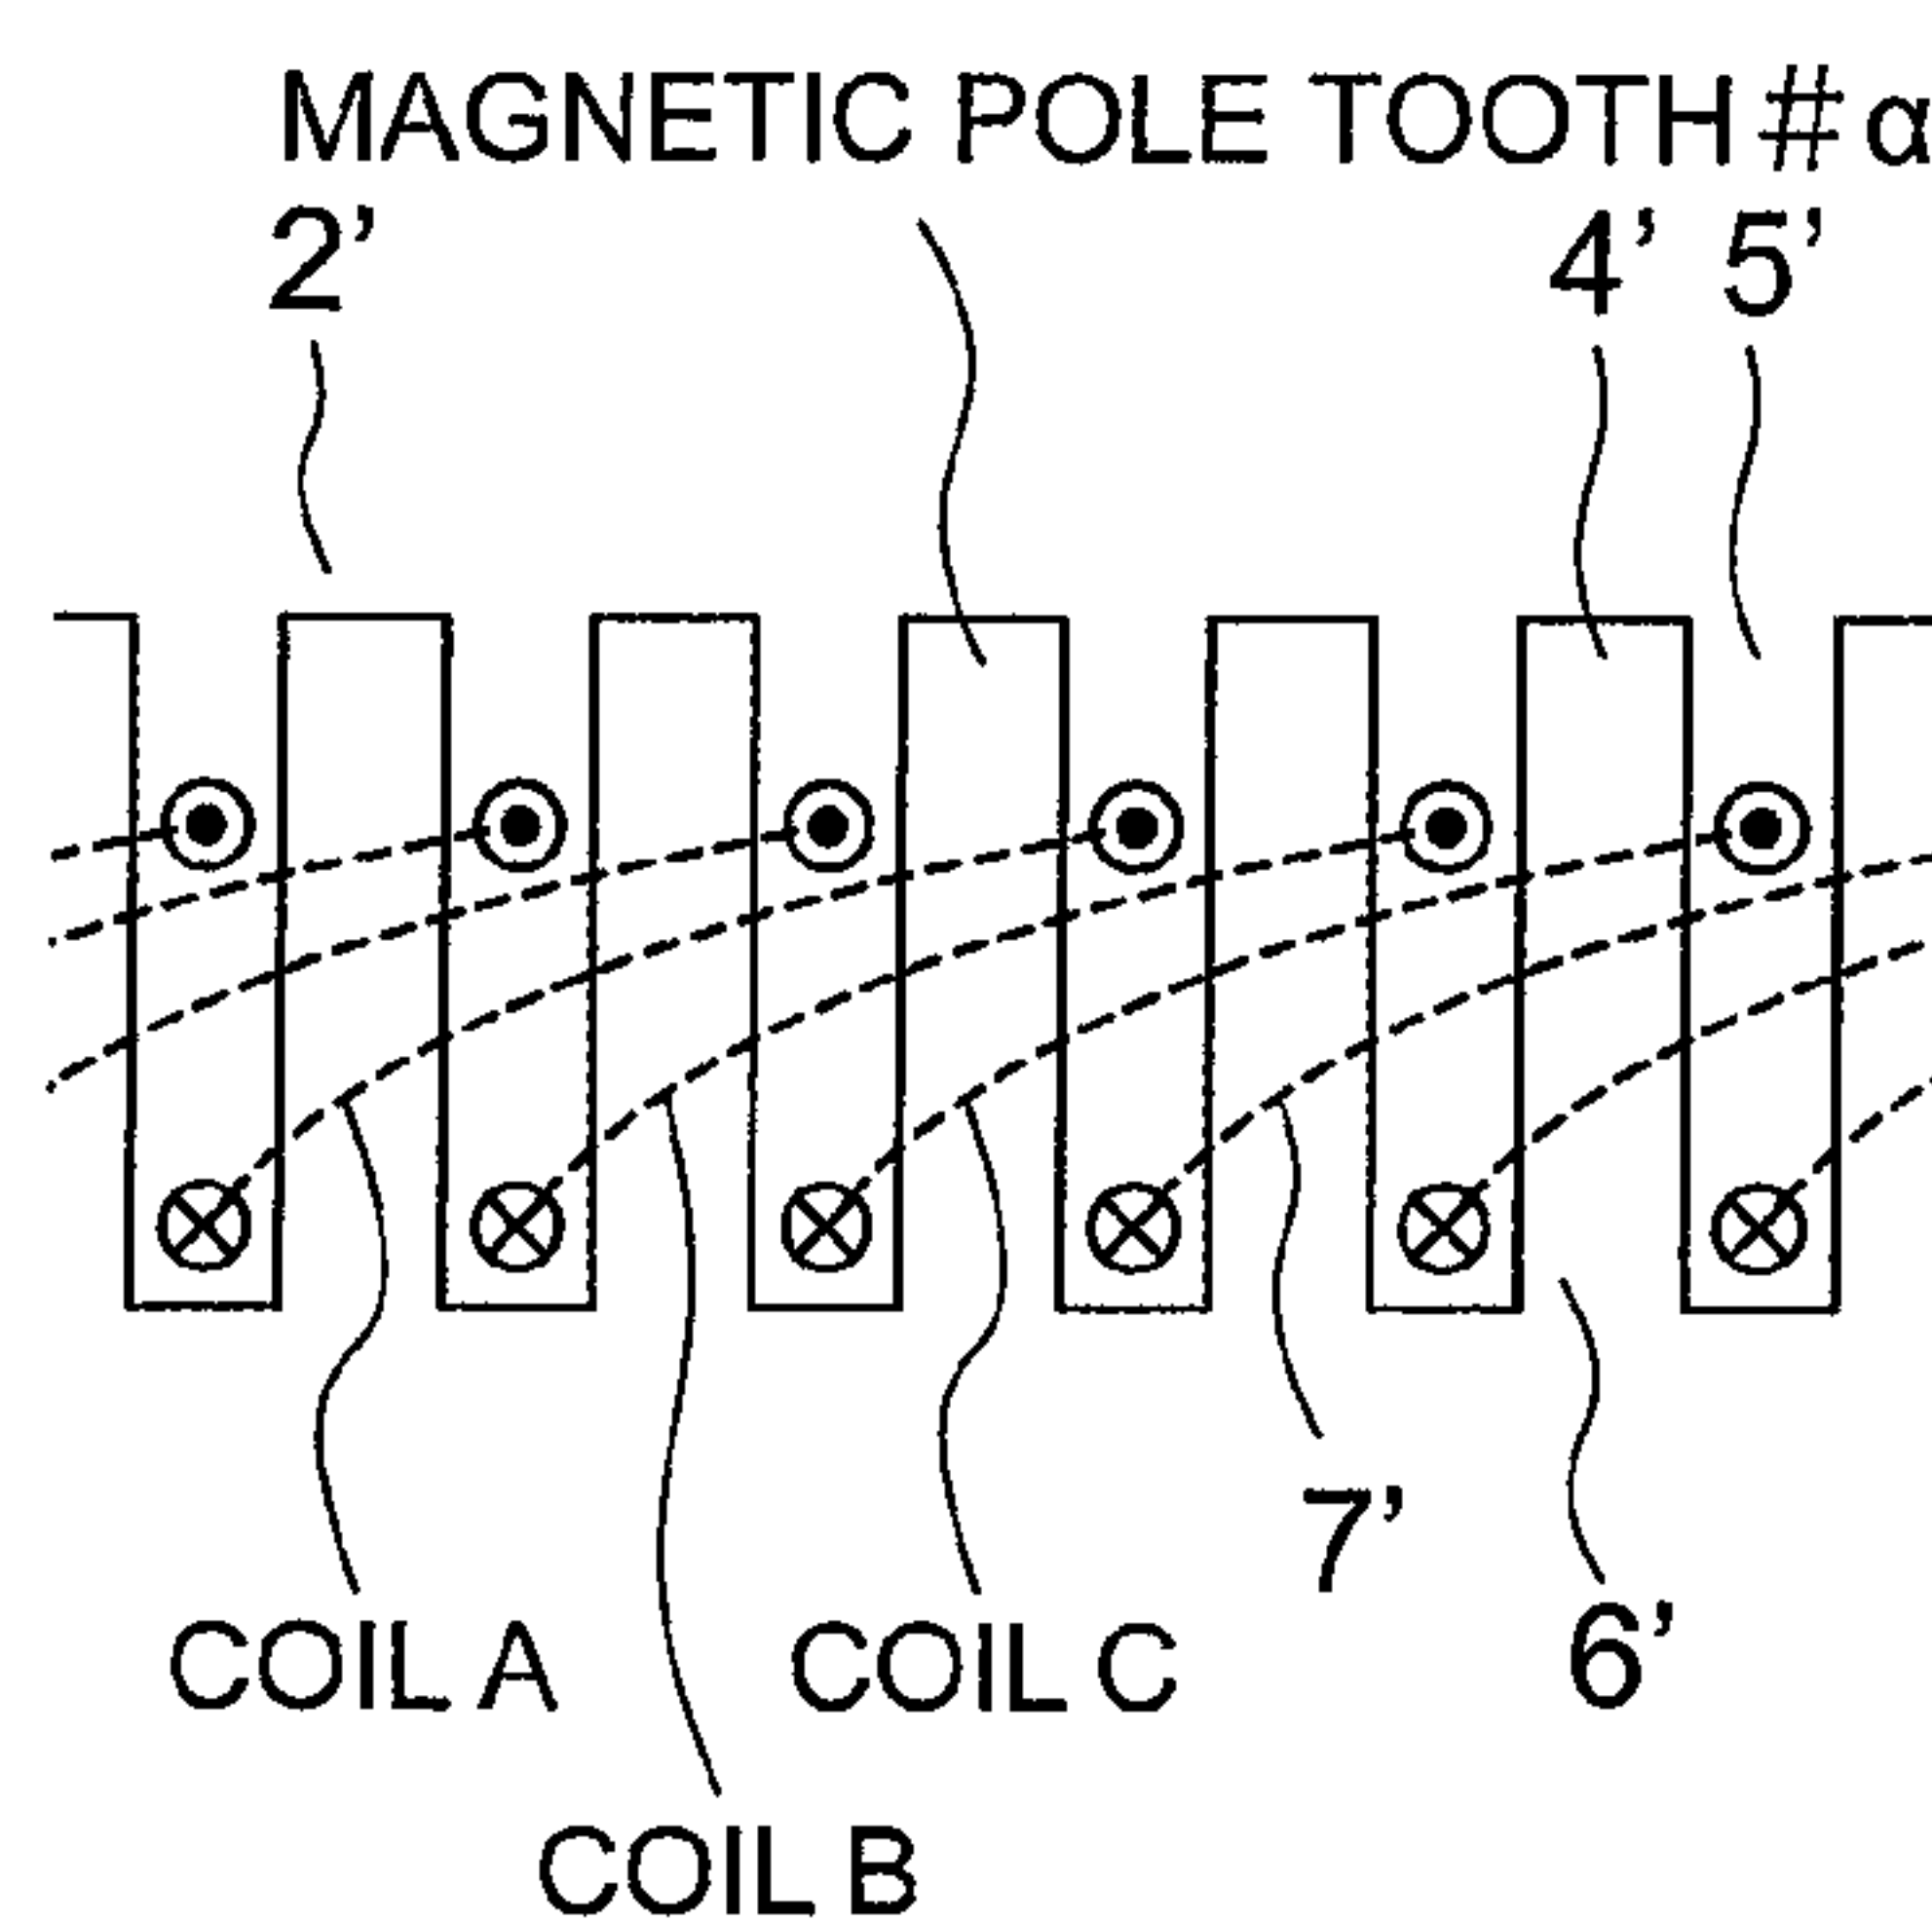 MAGNETIC POLE TOOTH # α
2’ 4’ 5’
7’
COIL A COIL C 6’
COIL B